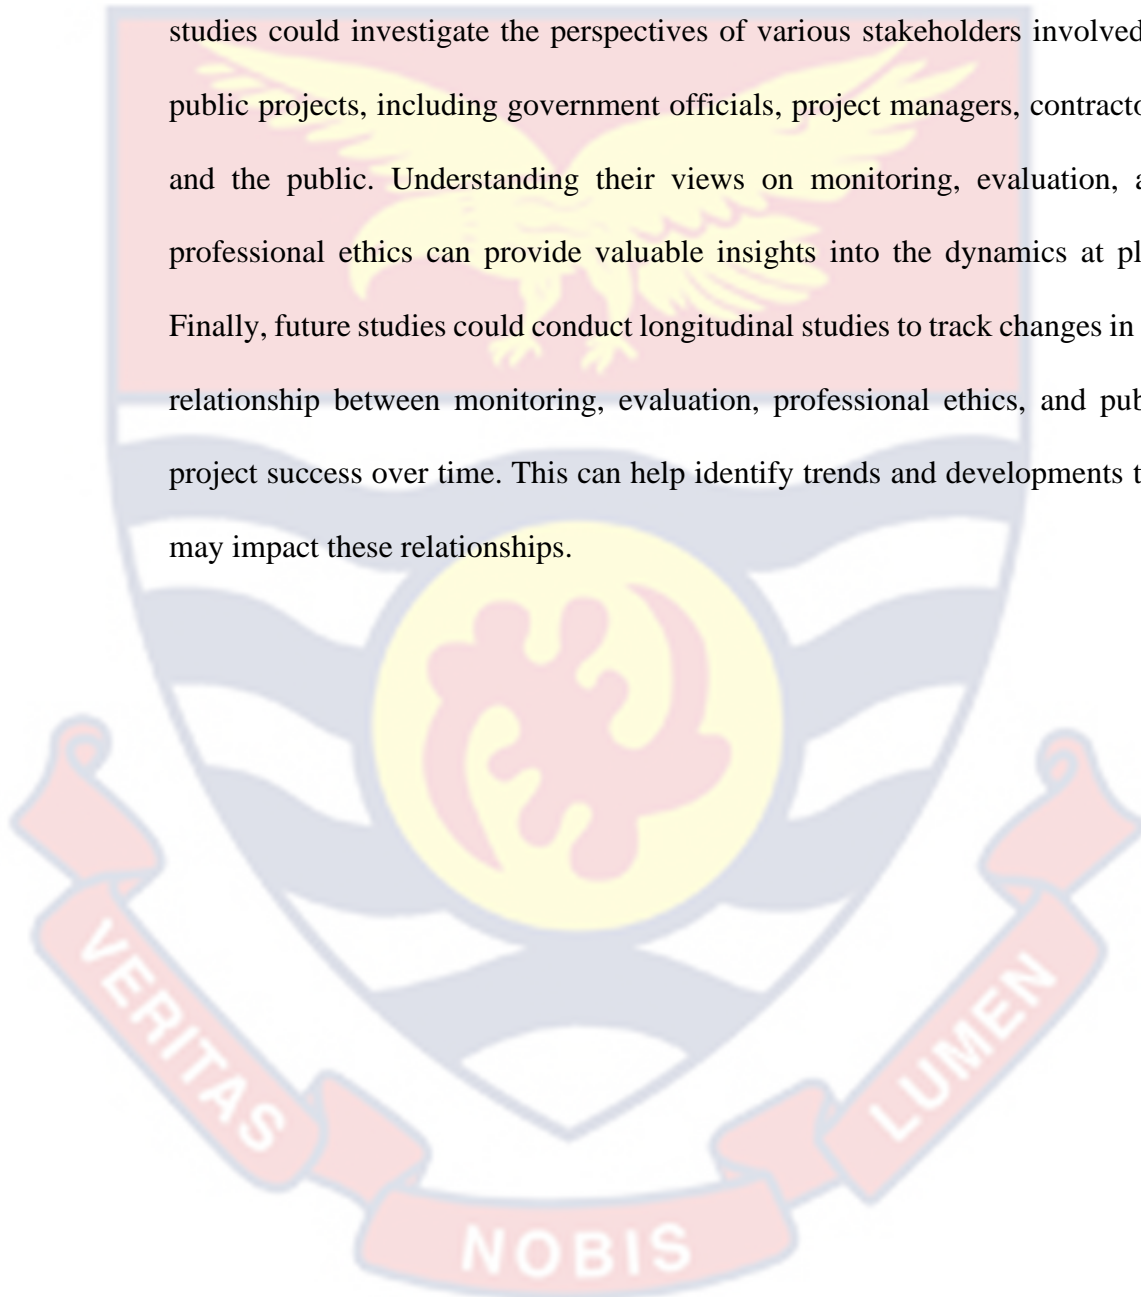 studies could investigate the perspectives of various stakeholders involved
public projects, including government officials, project managers, contracto
and the public. Understanding their views on monitoring, evaluation, a
professional ethics can provide valuable insights into the dynamics at pl
Finally, future studies could conduct longitudinal studies to track changes in
relationship between monitoring, evaluation, professional ethics, and pub
project success over time. This can help identify trends and developments t
may impact these relationships.
VERITAS
NOBIS
LUMEN